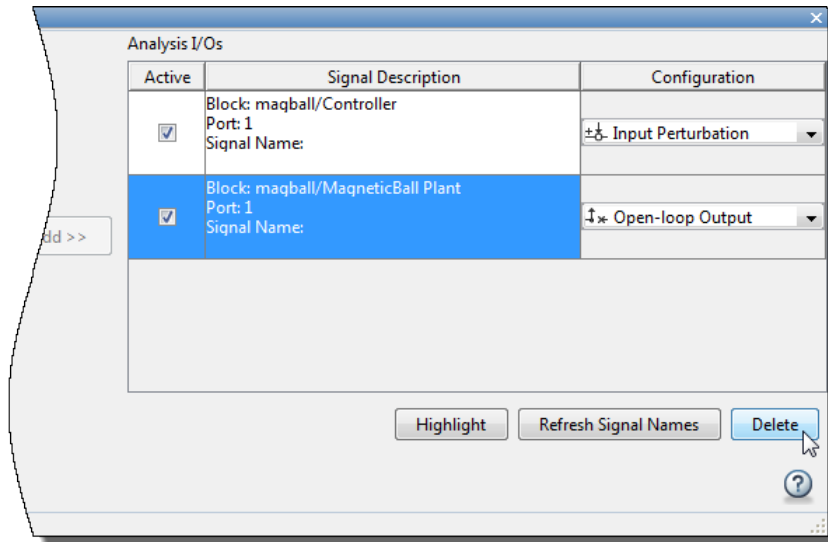 Analysis I/Os
Active Signal Description Configuration
Block: magball/Controller
Port: 1
Signal Name:
Input Perturbation
Block: magball/MagneticBall Plant
Port: 1
Signal Name:
Open-loop Output
dd >>
Highlight Refresh Signal Names Delete
?